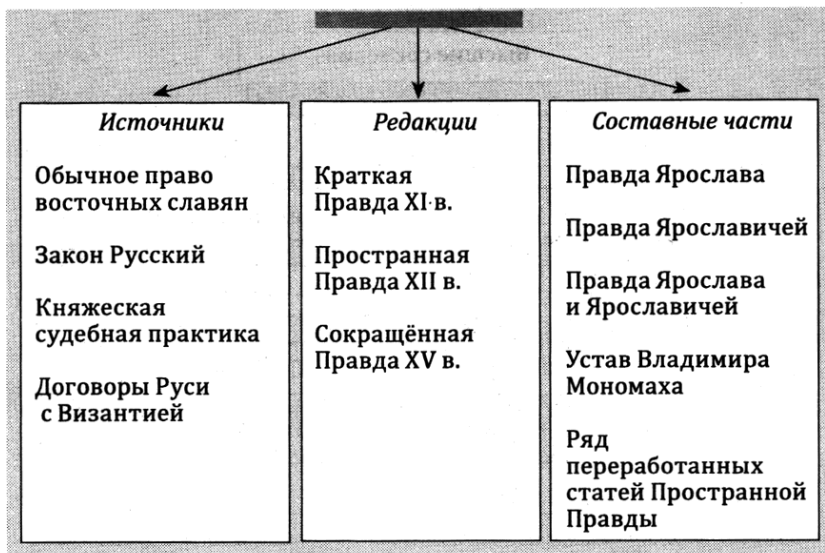 Источники
Обычное право
восточных славян
Закон Русский
Княжеская
судебная практика
Договоры Руси
с Византией
Редакции
Краткая
Правда XI в.
Пространная
Правда XII в.
Сокращённая
Правда XV в.
Составные части
Правда Ярослава
Правда Ярославичей
Правда Ярослава
и Ярославичей
Устав Владимира
Мономаха
Ряд
переработанных
статей Пространной
Правды